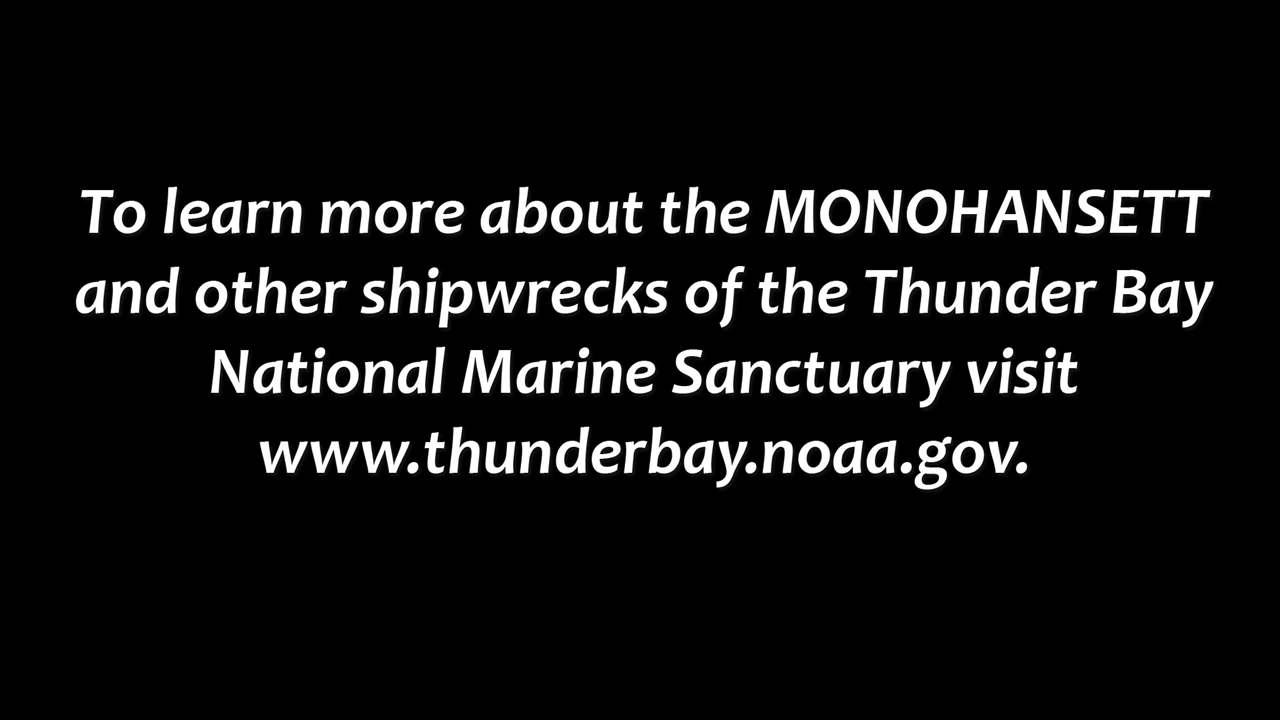 To learn more about the MONOHANSETT
and other shipwrecks of the Thunder Bay
National Marine Sanctuary visit
www.thunderbay.noaa.gov.